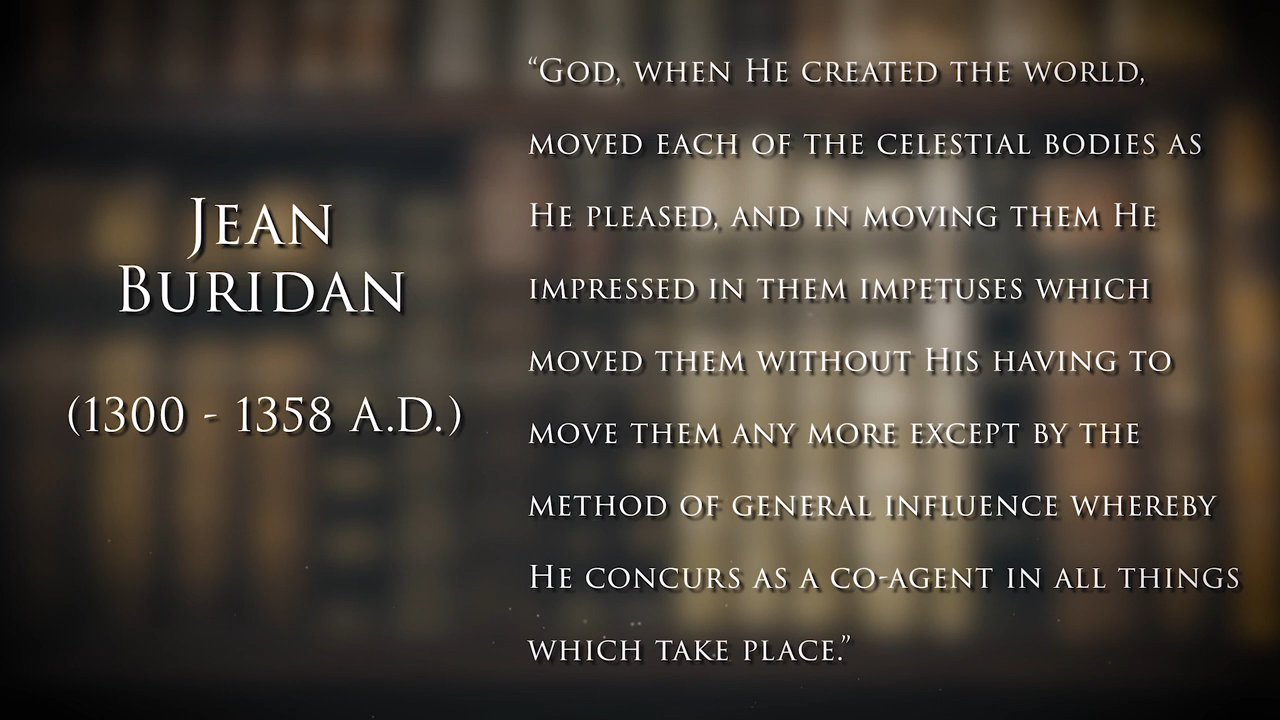 Jean
Buridan
(1300 - 1358 A.D.)
“God, when He created the world,
moved each of the celestial bodies as
He pleased, and in moving them He
impressed in them impetuses which
moved them without His having to
move them any more except by the
method of general influence whereby
He concurs as a co-agent in all things
which take place.”